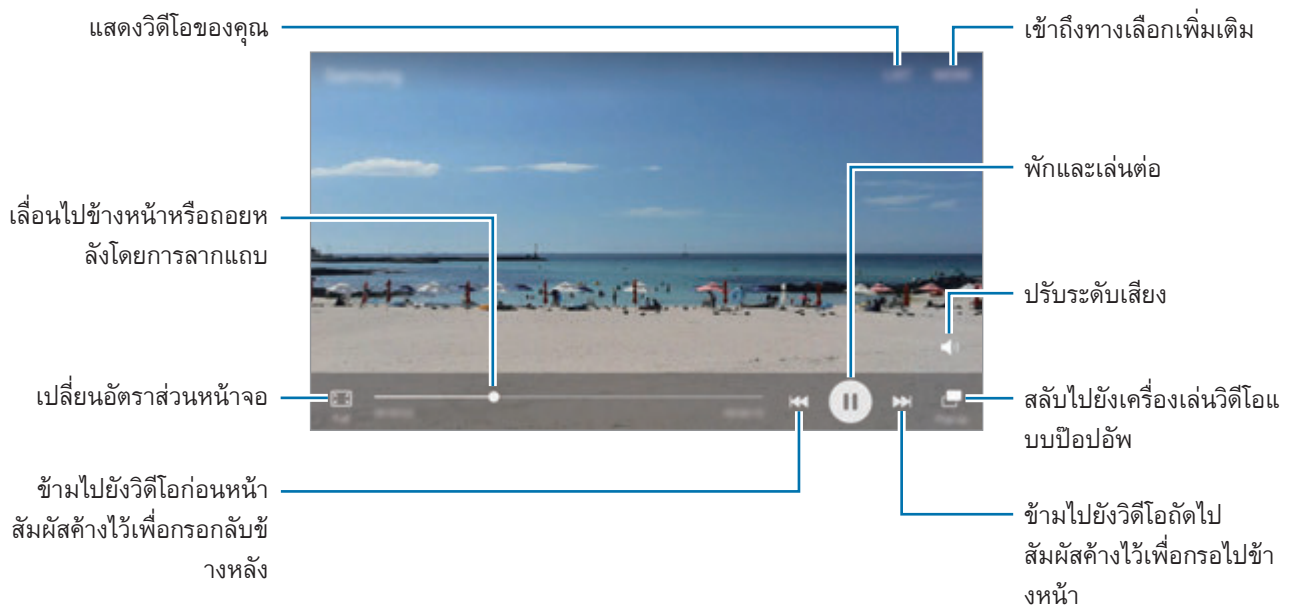 แสดงวิดีโอของคุณ
เข้าถึงทางเลือกเพิ่มเติม
พักและเล่นต่อ
เลื่อนไปข้างหน้าหรือถอยห
ลังโดยการลากแถบ
ปรับระดับเสียง
เปลี่ยนอัตราส่วนหน้าจอ
สลับไปยังเครื่องเล่นวิดีโอแ
บบป๊อปอัพ
ข้ามไปยังวิดีโอก่อนหน้า
สัมผัสค้างไว้เพื่อกรอกลับข้
างหลัง
ข้ามไปยังวิดีโอถัดไป
สัมผัสค้างไว้เพื่อกรอไปข้า
งหน้า